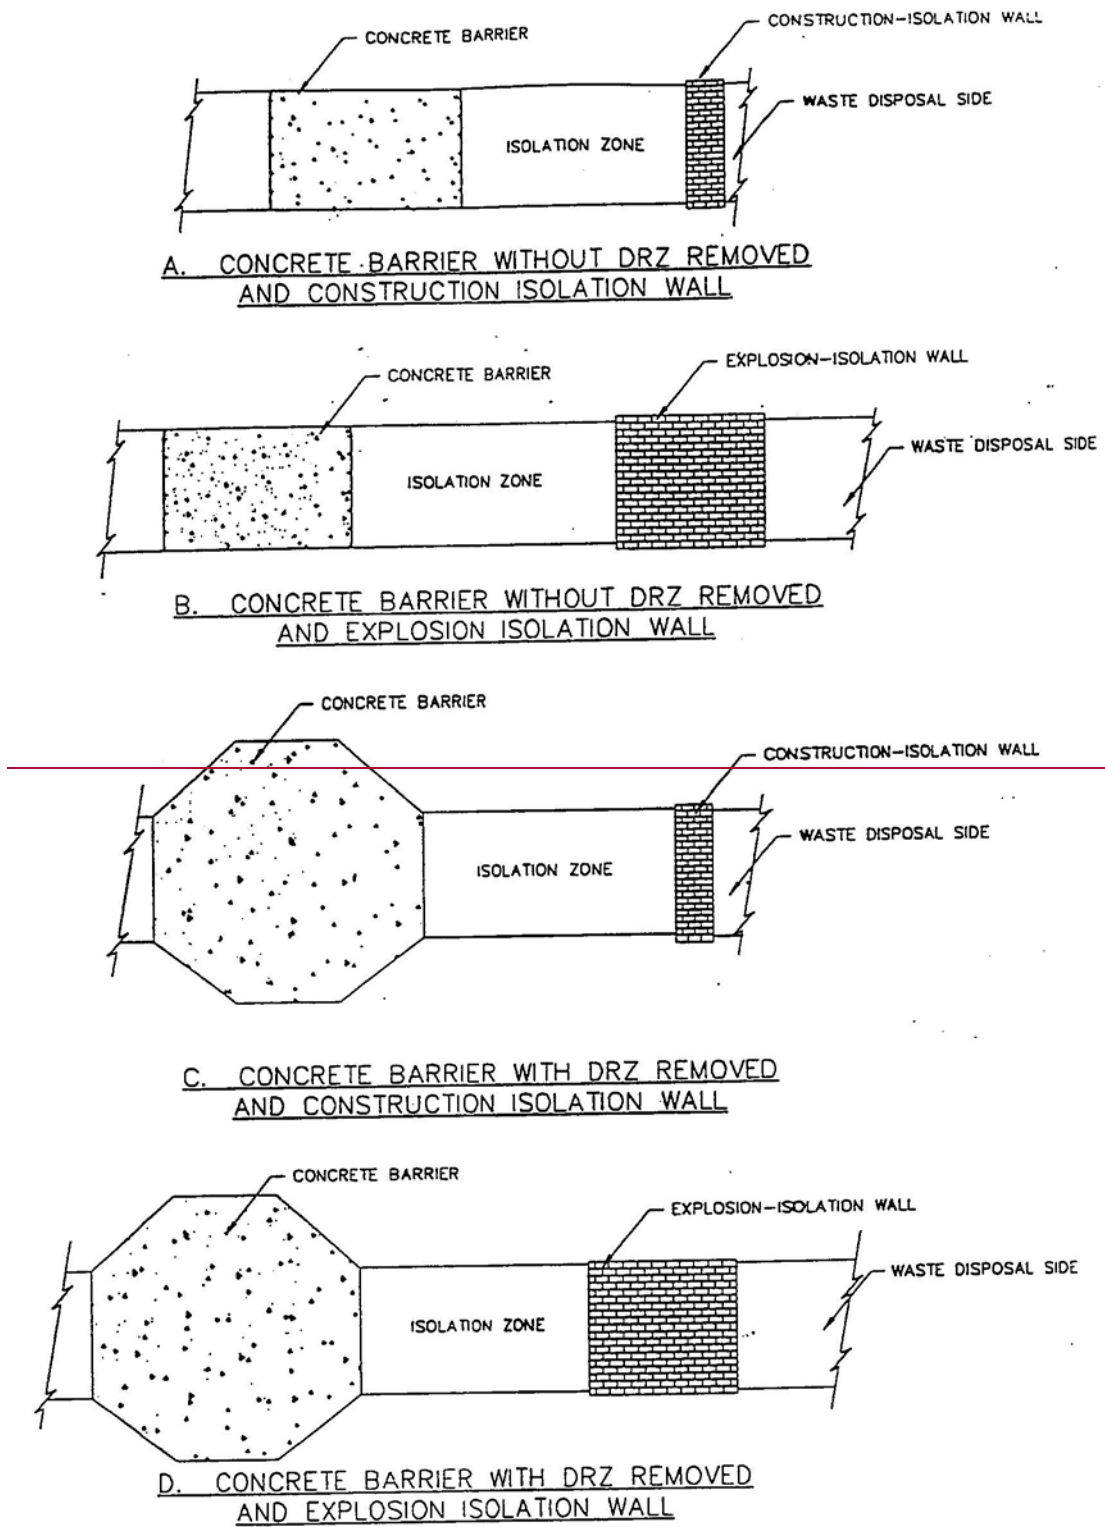 CONSTRUCTION-ISOLATION WALL
CONCRETE BARRIER
WASTE DISPOSAL SIDE
ISOLATION ZONE
A. CONCRETE BARRIER WITHOUT DRZ REMOVED
AND CONSTRUCTION ISOLATION WALL
EXPLOSION-ISOLATION WALL
CONCRETE BARRIER
WASTE DISPOSAL SIDE
ISOLATION ZONE
B. CONCRETE BARRIER WITHOUT DRZ REMOVED
AND EXPLOSION ISOLATION WALL
CONCRETE BARRIER
CONSTRUCTION-ISOLATION WALL
WASTE DISPOSAL SIDE
ISOLATION ZONE
C. CONCRETE BARRIER WITH DRZ REMOVED
AND CONSTRUCTION ISOLATION WALL
CONCRETE BARRIER
EXPLOSION-ISOLATION WALL
WASTE DISPOSAL SIDE
ISOLATION ZONE
D. CONCRETE BARRIER WITH DRZ REMOVED
AND EXPLOSION ISOLATION WALL